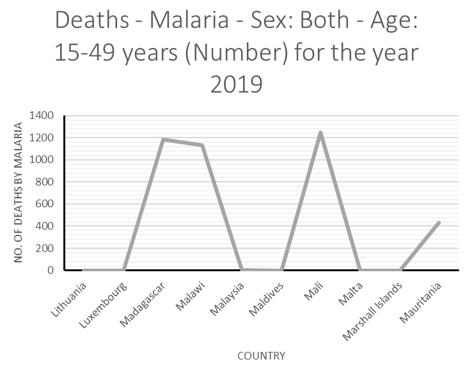 Deaths - Malaria - Sex: Both - Age:
15-49 years (Number) for the year
2019
NO. OF DEATHS BY MALARIA
1400
1200
1000
800
600
400
200
0
Lithuania
Luxembourg
Madagascar
Malawi
Malaysia
Maldives
Mali
Malta
Marshall Islands
Mauritania
COUNTRY